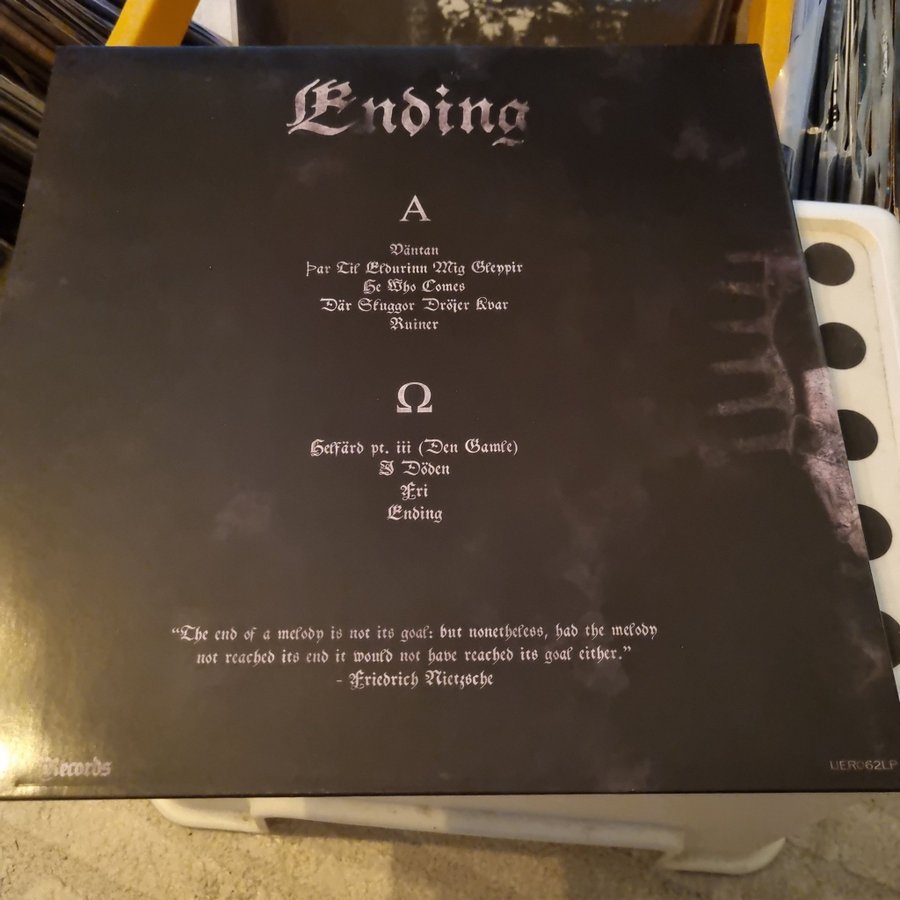 Ending
A
Väntan
Þar Til Eldurinn Mig Gleypir
He Who Comes
Där Skuggor Dröjer Kvar
Ruiner
Ω
Helfärd pt. iii (Den Gamle)
I Döden
Fri
Ending
“The end of a melody is not its goal: but nonetheless, had the melody
not reached its end it would not have reached its goal either.”
- Friedrich Nietzsche
Records
UER062LP